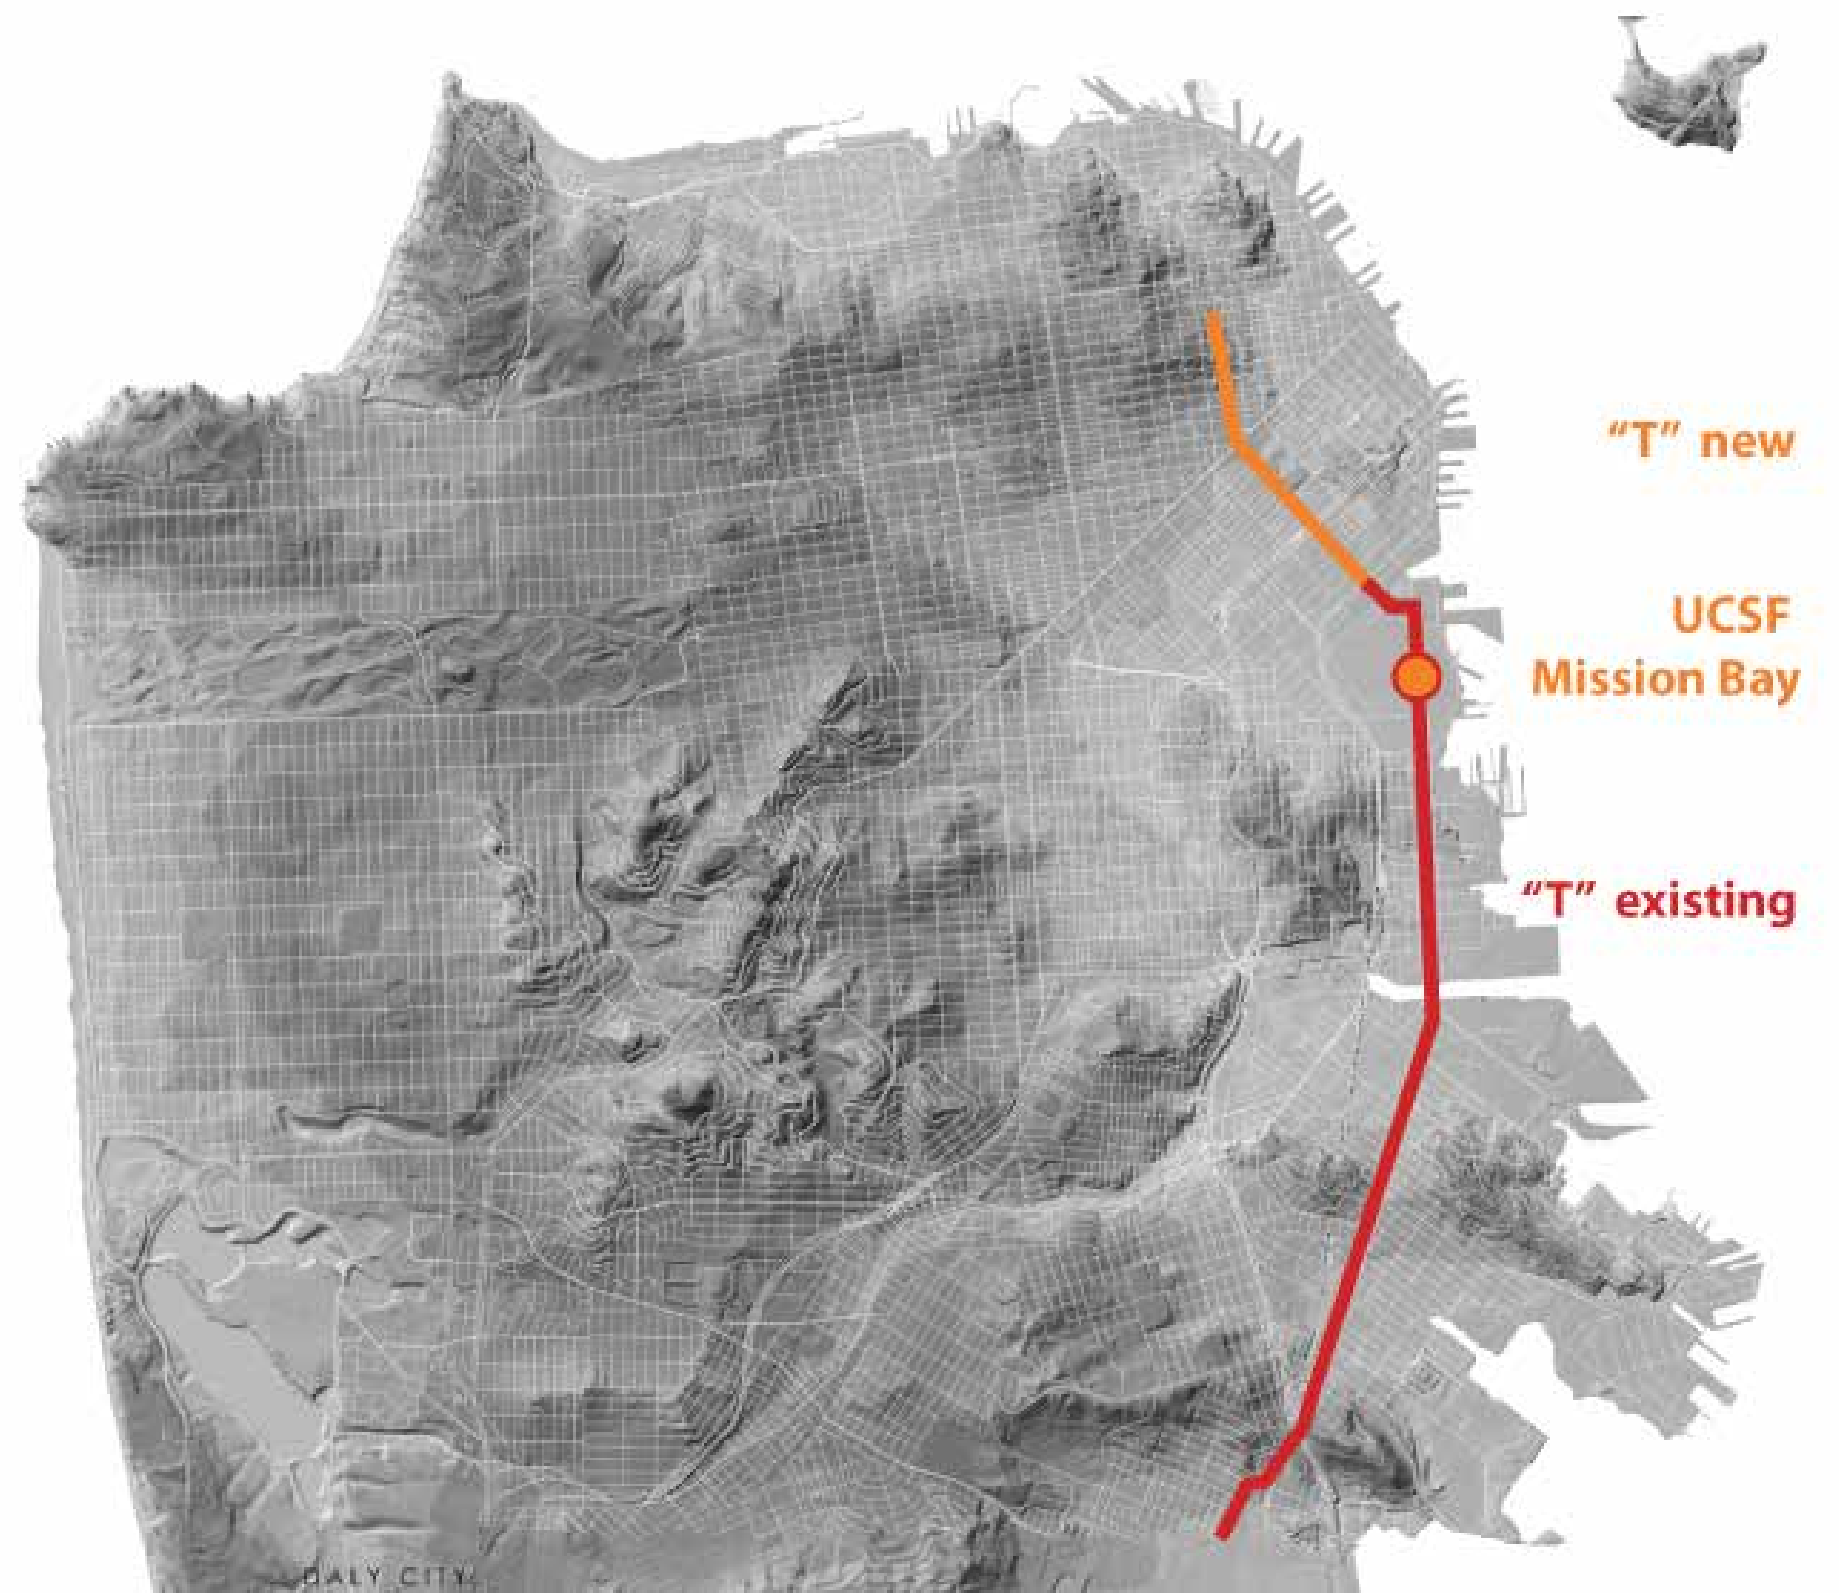 “T” new
UCSF
Mission Bay
“T” existing
DALY CITY